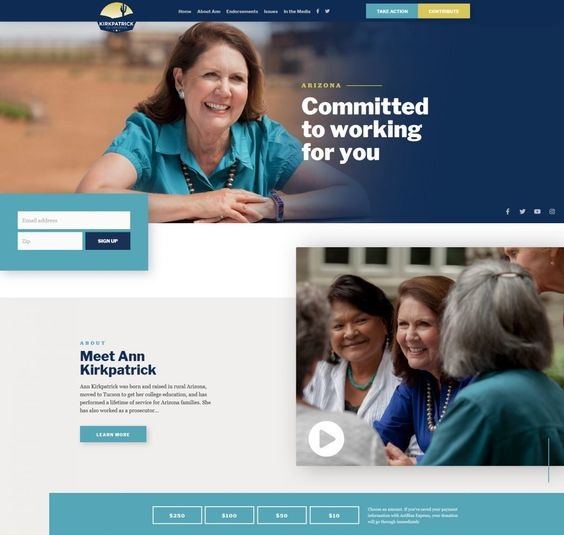 KIRKPATRICK
Home About Ann Endorsements Issues In the Media
TAKE ACTION CONTRIBUTE
ARIZONA
Committed
to working
for you
Email address
Zip SIGN UP
ABOUT
Meet Ann
Kirkpatrick
Ann Kirkpatrick was born and raised in rural Arizona,
moved to Tucson to get her college education, and has
performed a lifetime of service for Arizona families. She
has also worked as a prosecutor...
LEARN MORE
$250 $100 $50 $10
Choose an amount. If you've saved your payment
information with ActBlue Express, your donation
will go through immediately